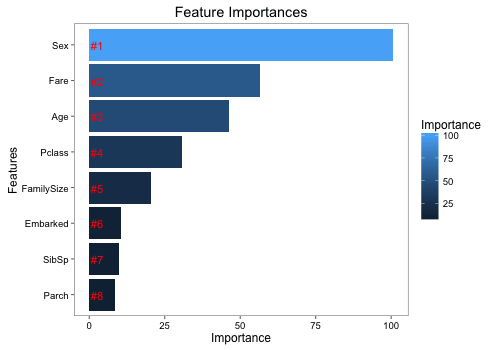 Feature Importances
Features
Sex #1
Fare #2
Age #3
Pclass #4
FamilySize #5
Embarked #6
SibSp #7
Parch #8
0 25 50 75 100
Importance
Importance
100
75
50
25